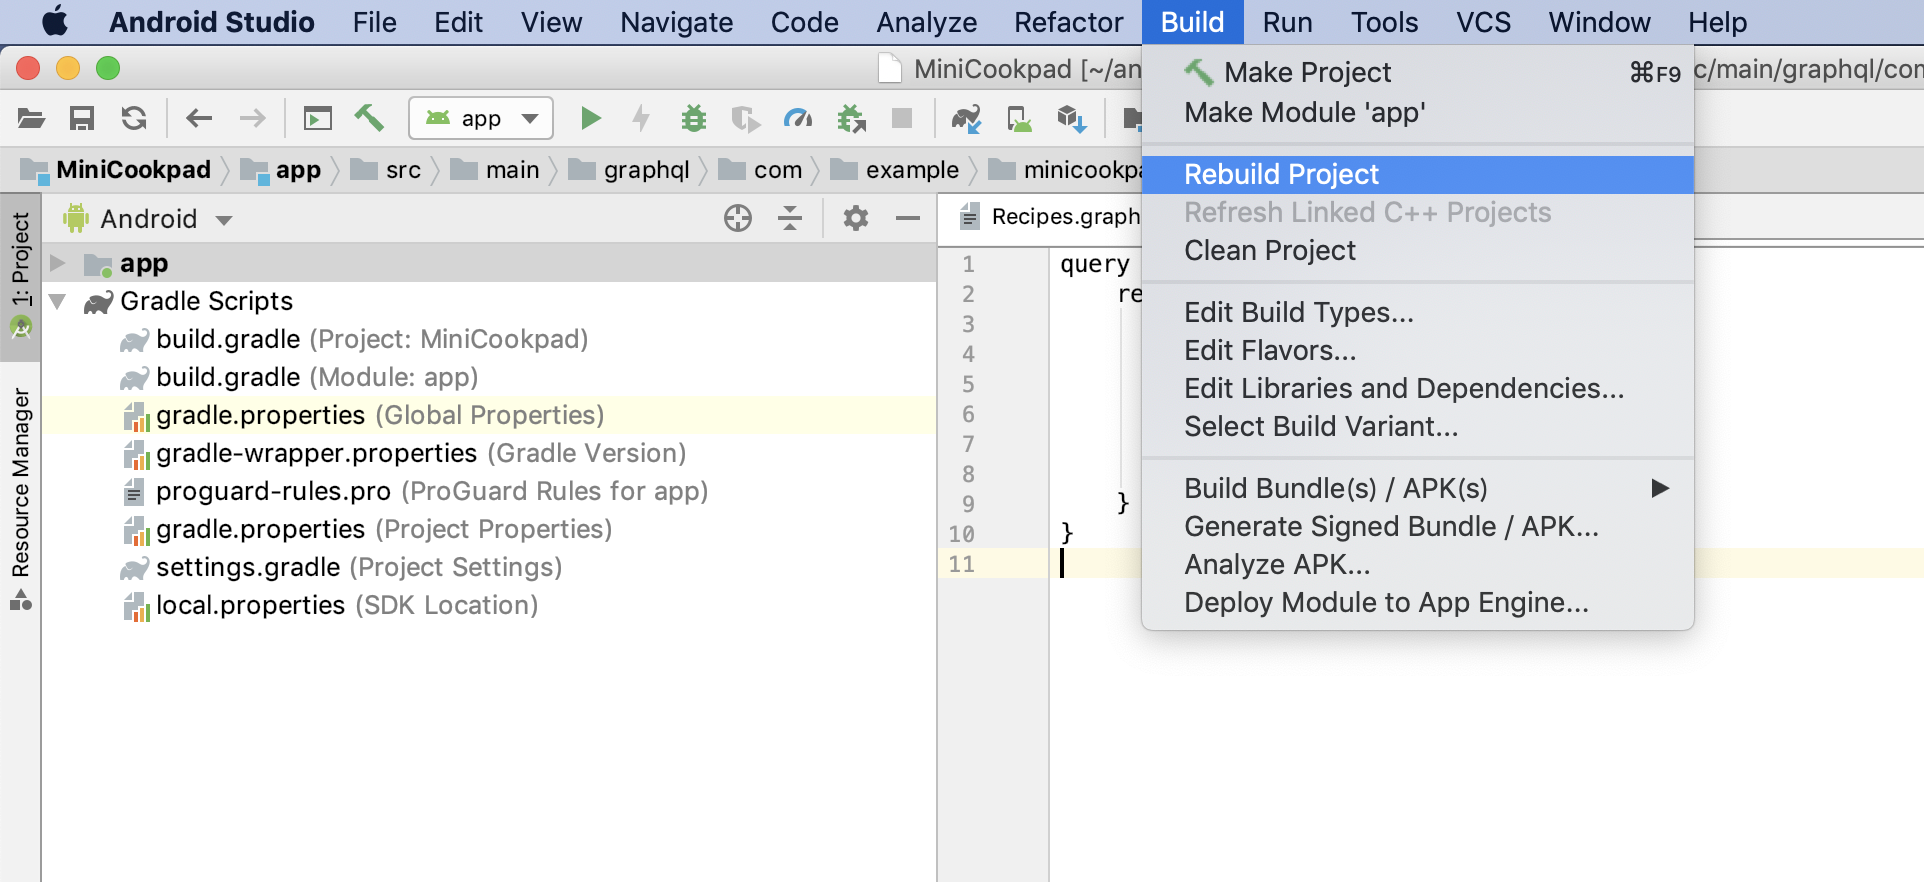 Android Studio File Edit View Navigate Code Analyze Refactor Build Run Tools VCS Window Help
MiniCookpad [~/an
c/main/graphql/com
app
MiniCookpad app src main graphql com example minicookpa
1: Project
Resource Manager
Android
app
Gradle Scripts
build.gradle (Project: MiniCookpad)
build.gradle (Module: app)
gradle.properties (Global Properties)
gradle-wrapper.properties (Gradle Version)
proguard-rules.pro (ProGuard Rules for app)
gradle.properties (Project Properties)
settings.gradle (Project Settings)
local.properties (SDK Location)
Recipes.graph
1 query
2 re
3
4
5
6
7
8
9 }
10 }
11
Make Project ⌘F9
Make Module 'app'
Rebuild Project
Refresh Linked C++ Projects
Clean Project
Edit Build Types...
Edit Flavors...
Edit Libraries and Dependencies...
Select Build Variant...
Build Bundle(s) / APK(s)
Generate Signed Bundle / APK...
Analyze APK...
Deploy Module to App Engine...